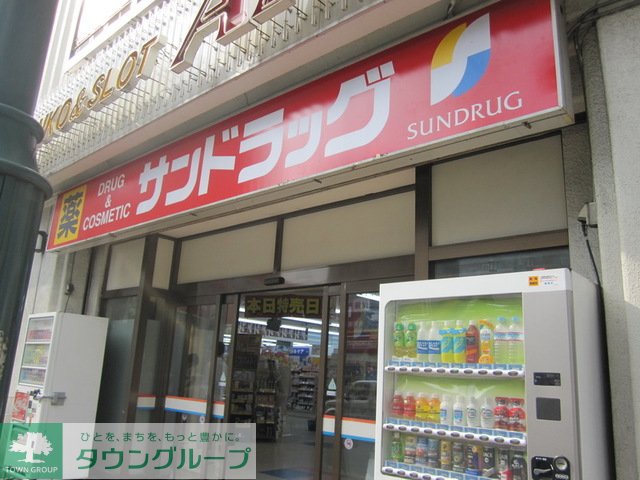 KO & SLOT
薬
DRUG
&
COSMETIC
サンドラッグ
SUNDRUG
本日特売日
TOWN GROUP
ひとを、まちを、もっと豊かに。
タウングループ